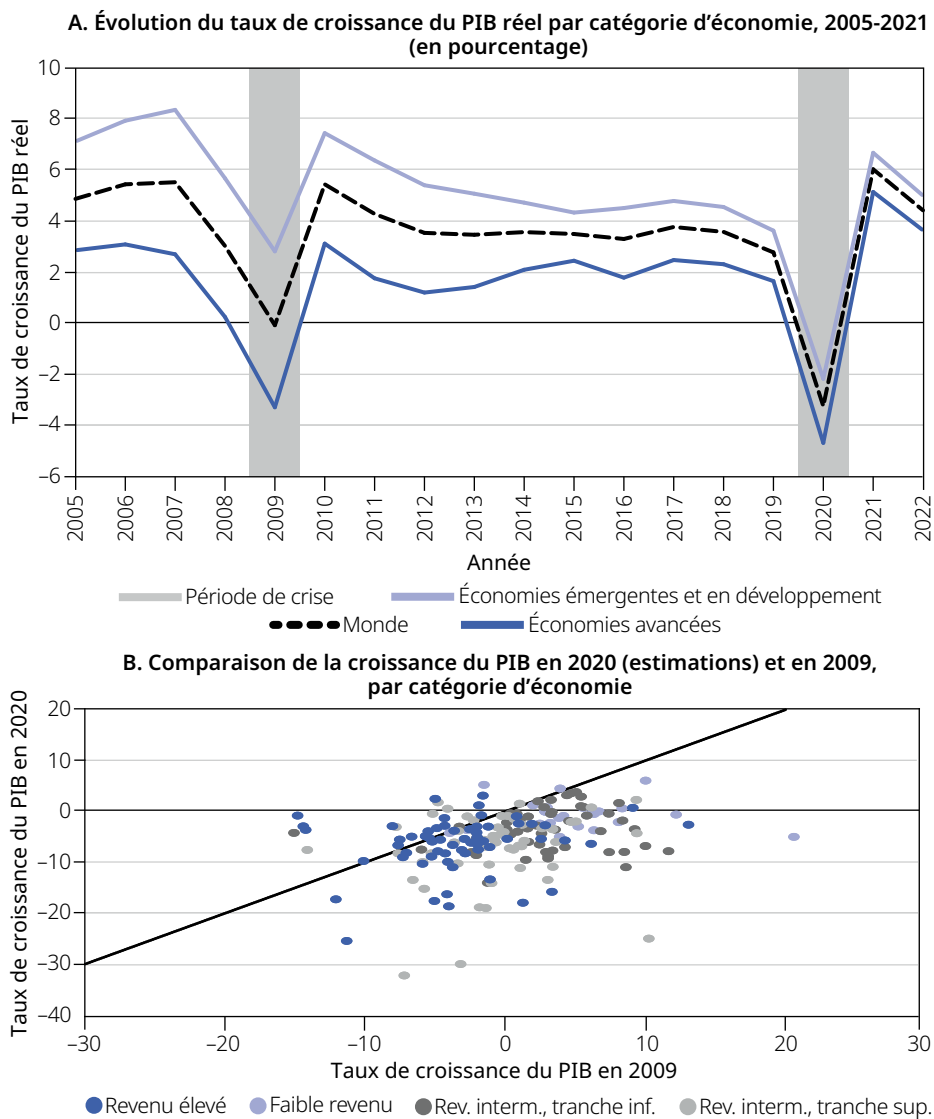 A. Évolution du taux de croissance du PIB réel par catégorie d’économie, 2005-2021
(en pourcentage)
Taux de croissance du PIB réel
10
8
6
4
2
0
–2
–4
–6
2005
2006
2007
2008
2009
2010
2011
2012
2013
2014
2015
2016
2017
2018
2019
2020
2021
2022
Année
Période de crise
Économies émergentes et en développement
Monde
Économies avancées
B. Comparaison de la croissance du PIB en 2020 (estimations) et en 2009,
par catégorie d’économie
Taux de croissance du PIB en 2020
20
10
0
–10
–20
–30
–40
–30
–20
–10
0
10
20
30
Taux de croissance du PIB en 2009
Revenu élevé
Faible revenu
Rev. interm., tranche inf.
Rev. interm., tranche sup.